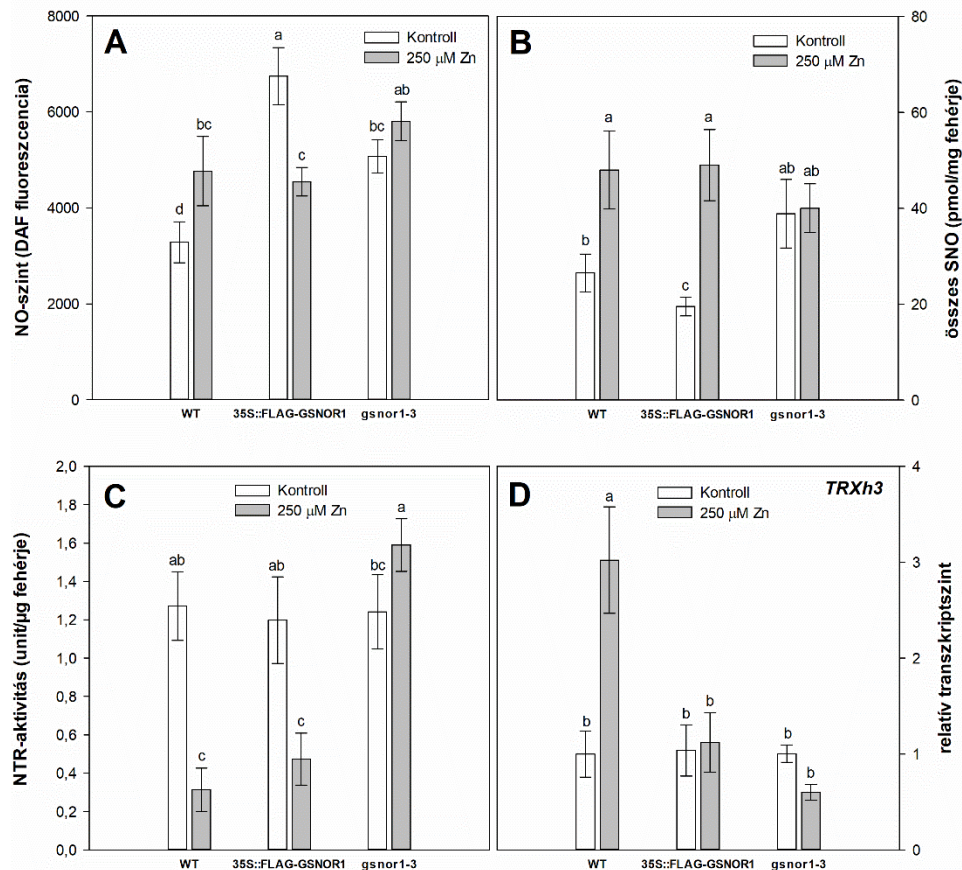 A
Kontroll
250 µM Zn
NO-szint (DAF fluoreszcencia)
8000
6000
4000
2000
0
d
bc
a
c
bc
ab
WT
35S::FLAG-GSNOR1
gsnor1-3
B
Kontroll
250 µM Zn
összes SNO (pmol/mg fehérje)
80
60
40
20
0
b
a
c
a
ab
ab
WT
35S::FLAG-GSNOR1
gsnor1-3
C
Kontroll
250 µM Zn
NTR-aktivitás (unit/µg fehérje)
2,0
1,8
1,6
1,4
1,2
1,0
0,8
0,6
0,4
0,2
0,0
ab
c
ab
c
bc
a
WT
35S::FLAG-GSNOR1
gsnor1-3
D
TRXh3
Kontroll
250 µM Zn
relatív transzkriptszint
4
3
2
1
0
b
a
b
b
b
b
WT
35S::FLAG-GSNOR1
gsnor1-3